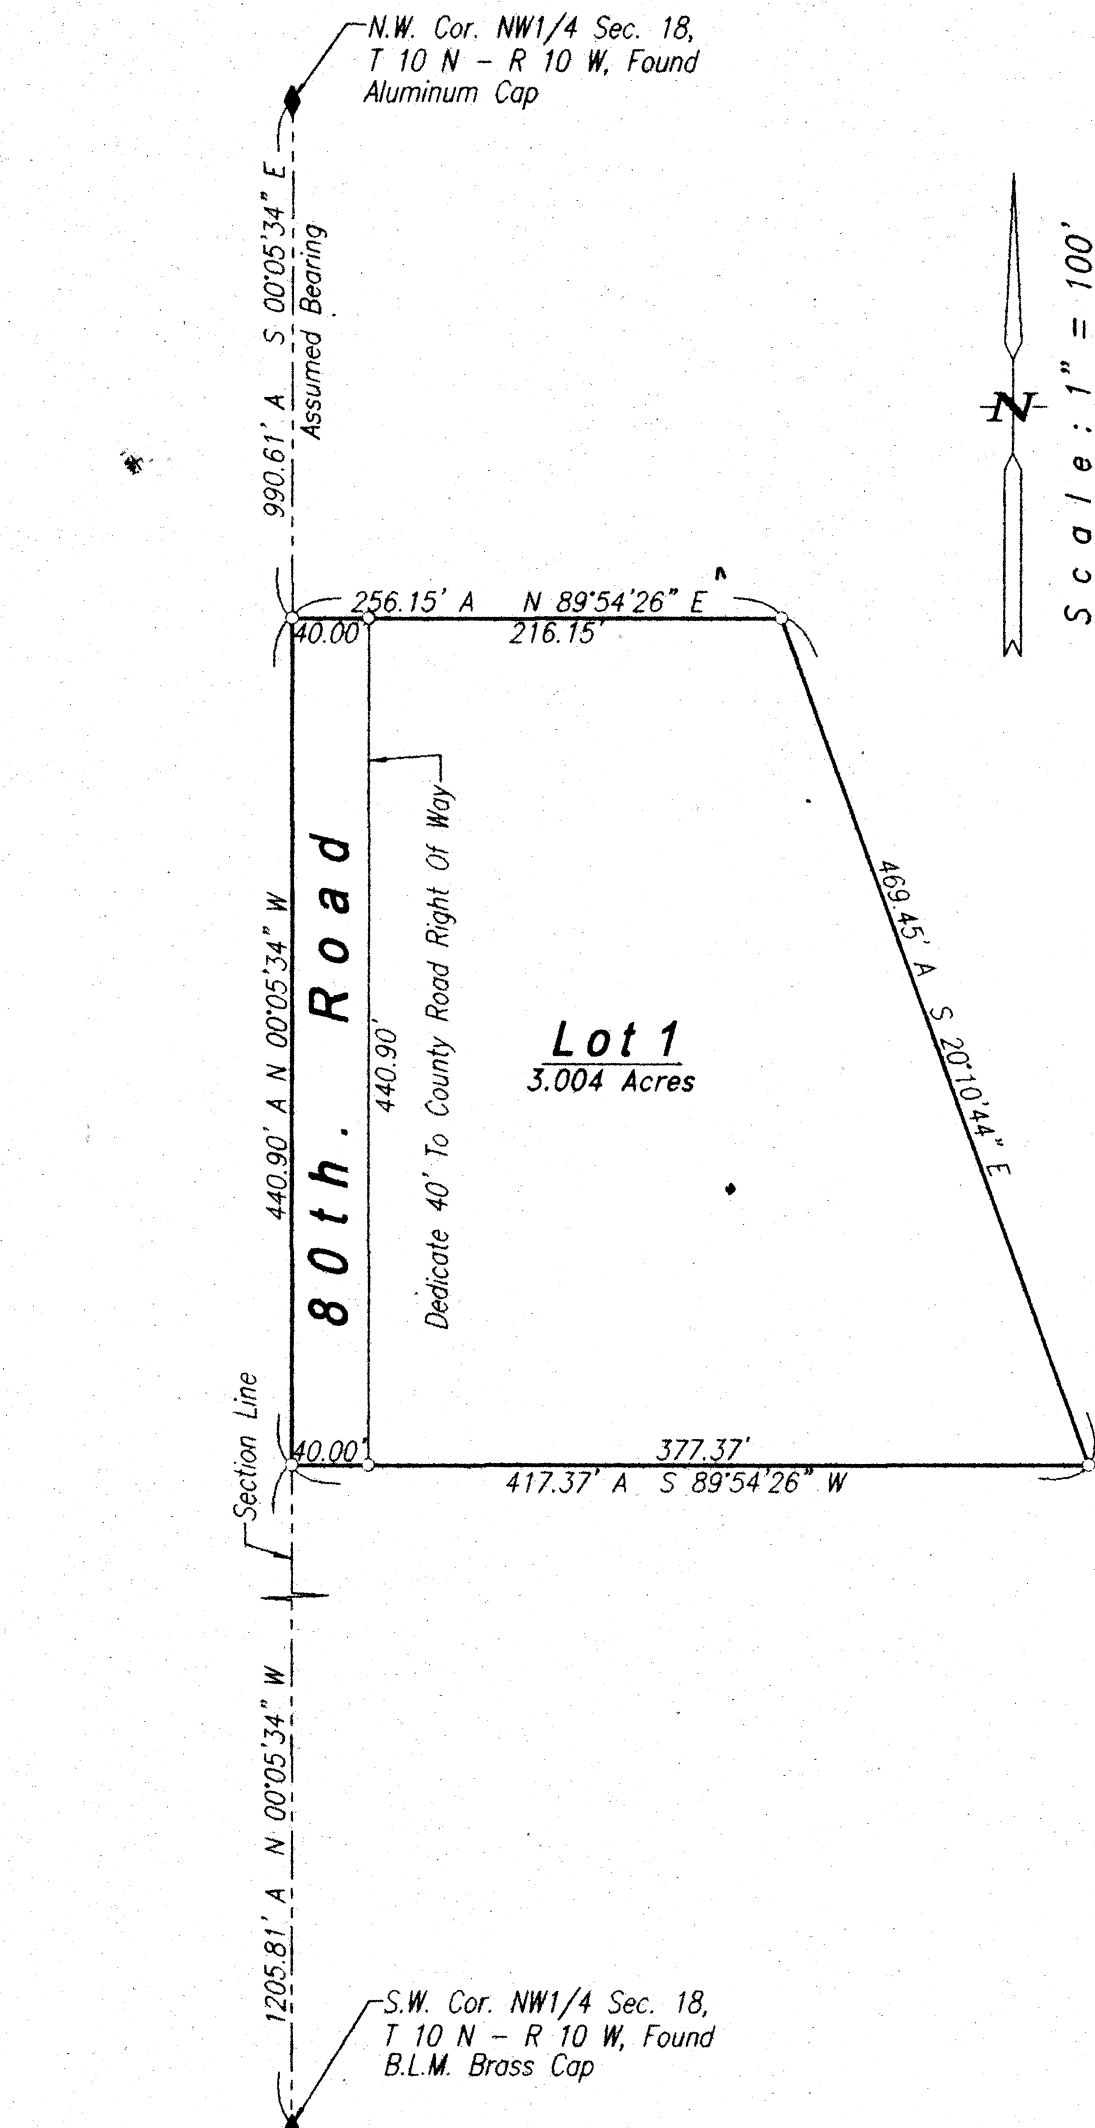 N.W. Cor. NW1/4 Sec. 18,
T 10 N - R 10 W, Found
Aluminum Cap
990.61' A S 00°05'34" E
Assumed Bearing
N
Scale: 1" = 100'
256.15' A N 89°54'26" E
40.00'
216.15'
440.90' A N 00°05'34" W
80th. Road
440.90'
Dedicate 40' To County Road Right Of Way
Lot 1
3.004 Acres
469.45' A S 20°10'44" E
Section Line
40.00'
377.37'
417.37' A S 89°54'26" W
1205.81' A N 00°05'34" W
S.W. Cor. NW1/4 Sec. 18,
T 10 N - R 10 W, Found
B.L.M. Brass Cap